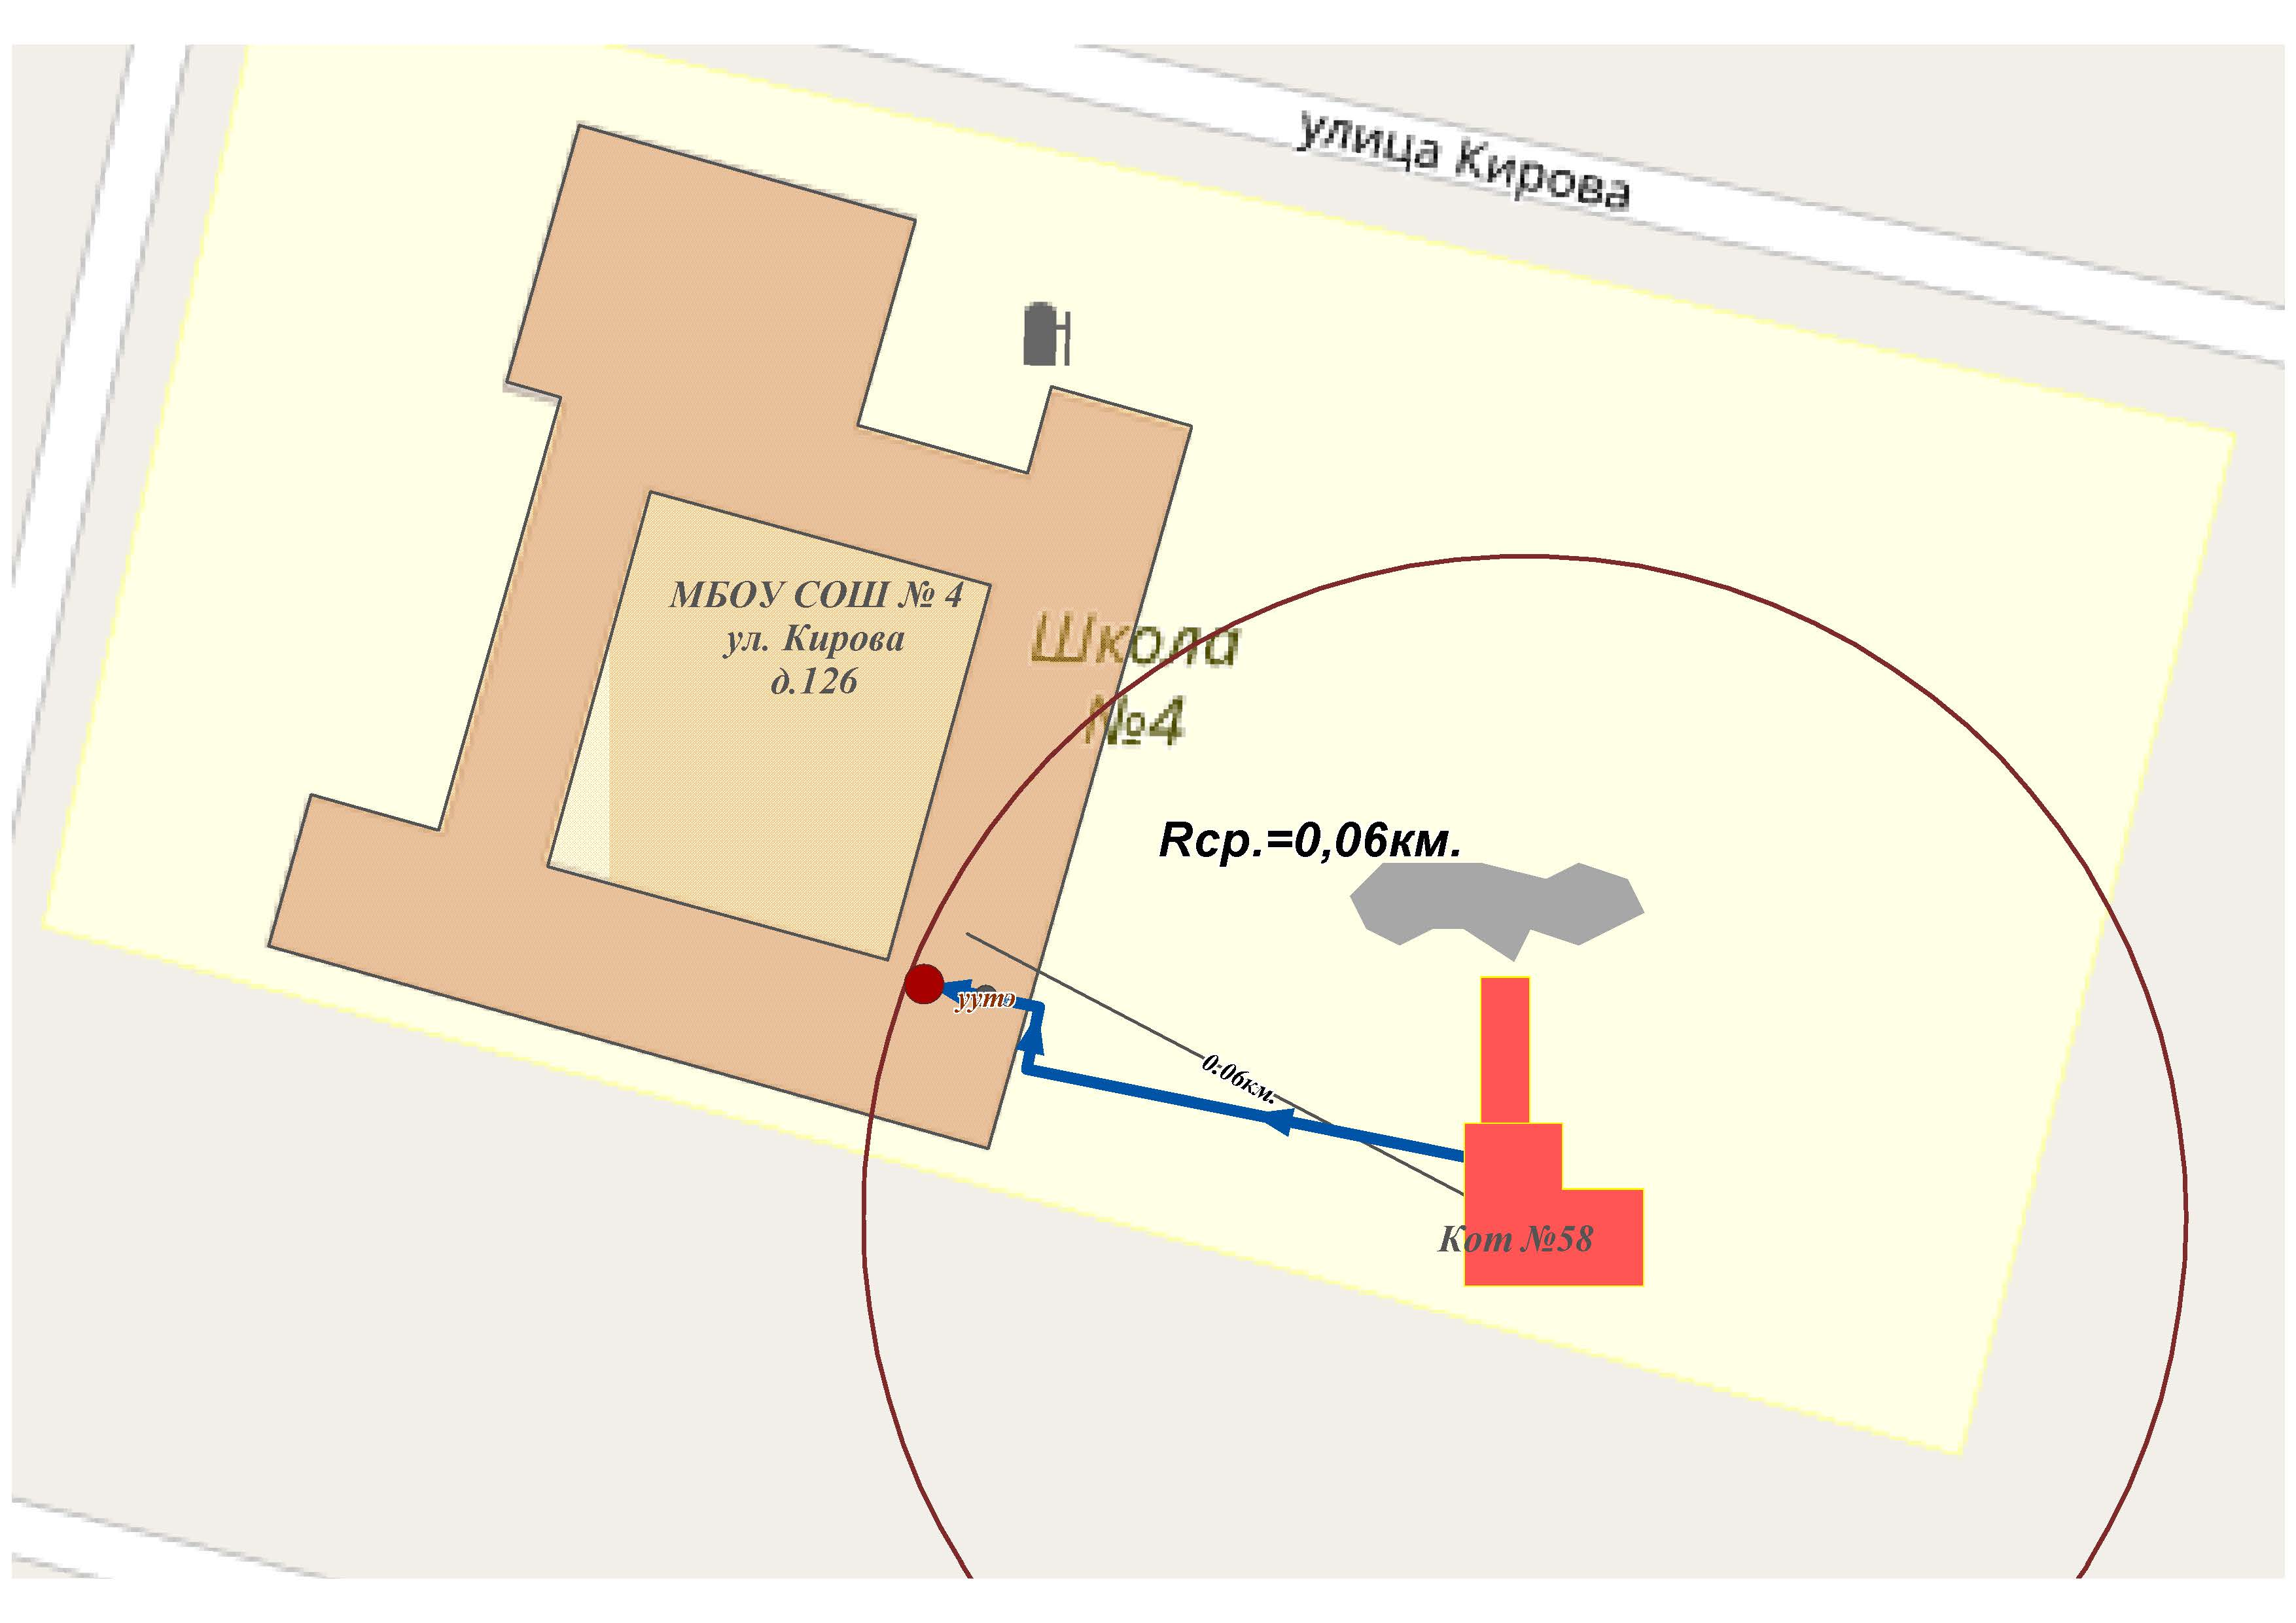 улица Кирова
МБОУ СОШ № 4
ул. Кирова
д.126
Школа
№4
Rср.=0,06км.
уутэ
0.06км.
Кот №58